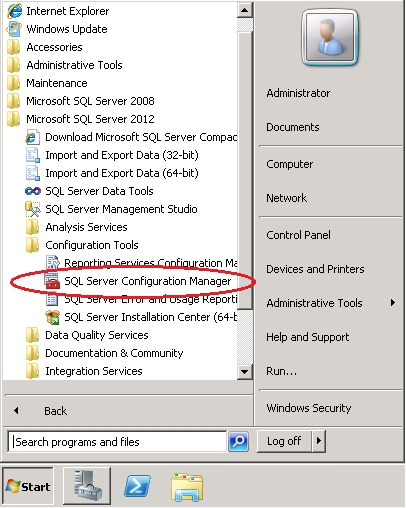 Internet Explorer
Windows Update
Accessories
Administrative Tools
Maintenance
Microsoft SQL Server 2008
Microsoft SQL Server 2012
Download Microsoft SQL Server Compac
Import and Export Data (32-bit)
Import and Export Data (64-bit)
SQL Server Data Tools
SQL Server Management Studio
Analysis Services
Configuration Tools
Reporting Services Configuration Ma
SQL Server Configuration Manager
SQL Server Error and Usage Reporti
SQL Server Installation Center (64-b
Data Quality Services
Documentation & Community
Integration Services
Back
Search programs and files
Administrator
Documents
Computer
Network
Control Panel
Devices and Printers
Administrative Tools
Help and Support
Run...
Windows Security
Log off
Start